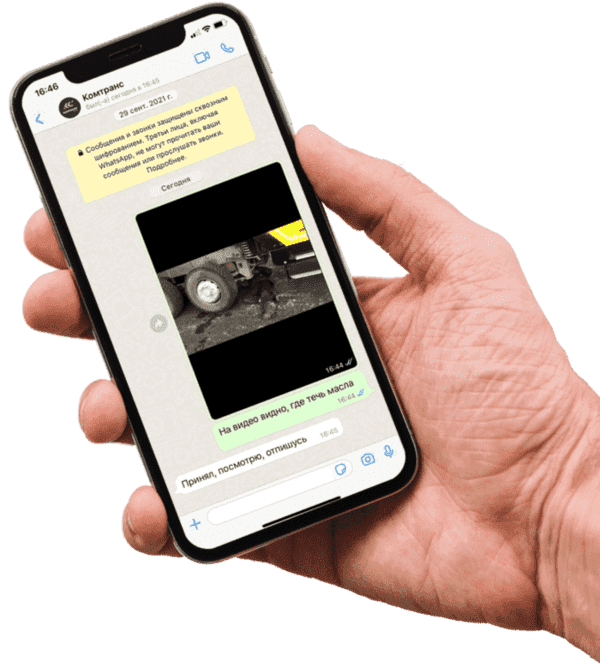 16:46
Комтранс
был(-а) сегодня в 16:45
29 сент. 2021 г.
Сообщения и звонки защищены сквозным
шифрованием. Третьи лица, включая
WhatsApp, не могут прочитать ваши
сообщения или прослушать звонки.
Подробнее.
Сегодня
16:44
На видео видно, где течь масла
16:44
Принял, посмотрю, отпишусь
16:45